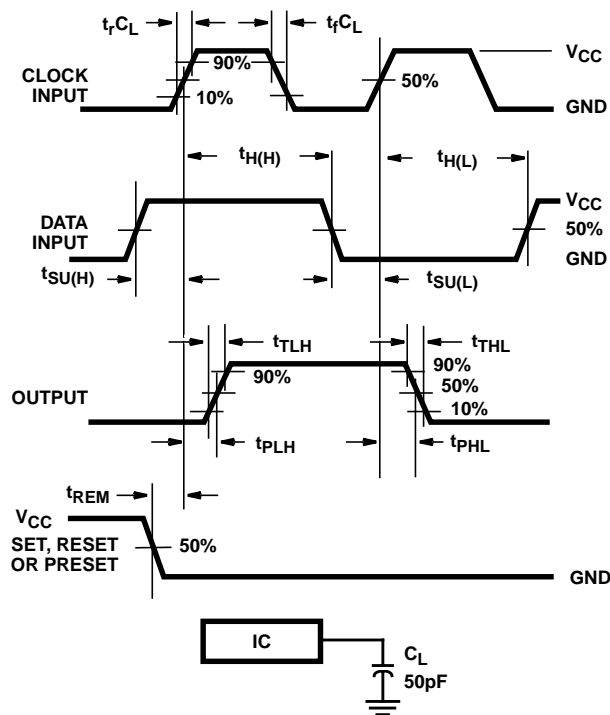 t_rC_L
t_fC_L
CLOCK
INPUT
90%
10%
50%
V_CC
GND
t_H(H)
t_H(L)
DATA
INPUT
V_CC
50%
GND
t_SU(H)
t_SU(L)
t_TLH
t_THL
OUTPUT
90%
90%
50%
10%
t_PLH
t_PHL
t_REM
V_CC
SET, RESET
OR PRESET
50%
GND
IC
C_L
50pF